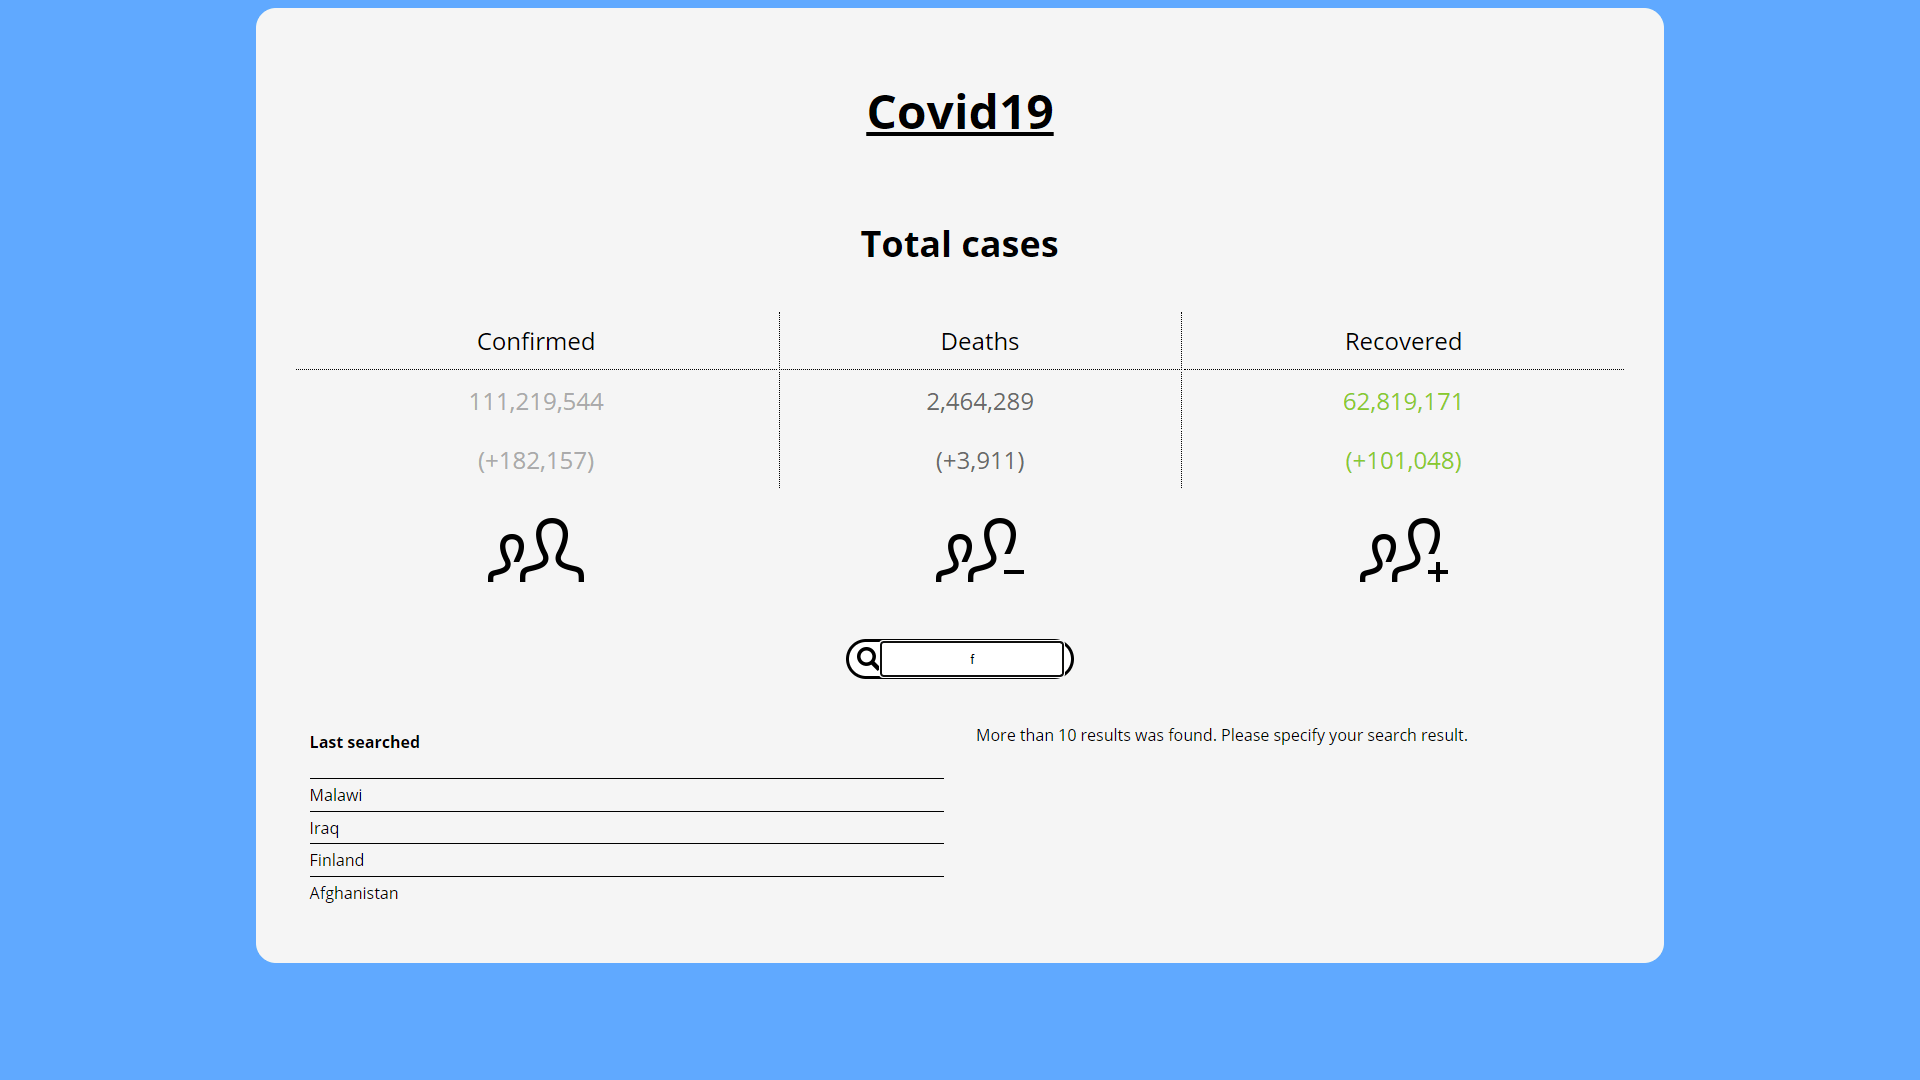 Covid19
Total cases
Confirmed Deaths Recovered
111,219,544 2,464,289 62,819,171
(+182,157) (+3,911) (+101,048)
f
Last searched
Malawi
Iraq
Finland
Afghanistan
More than 10 results was found. Please specify your search result.